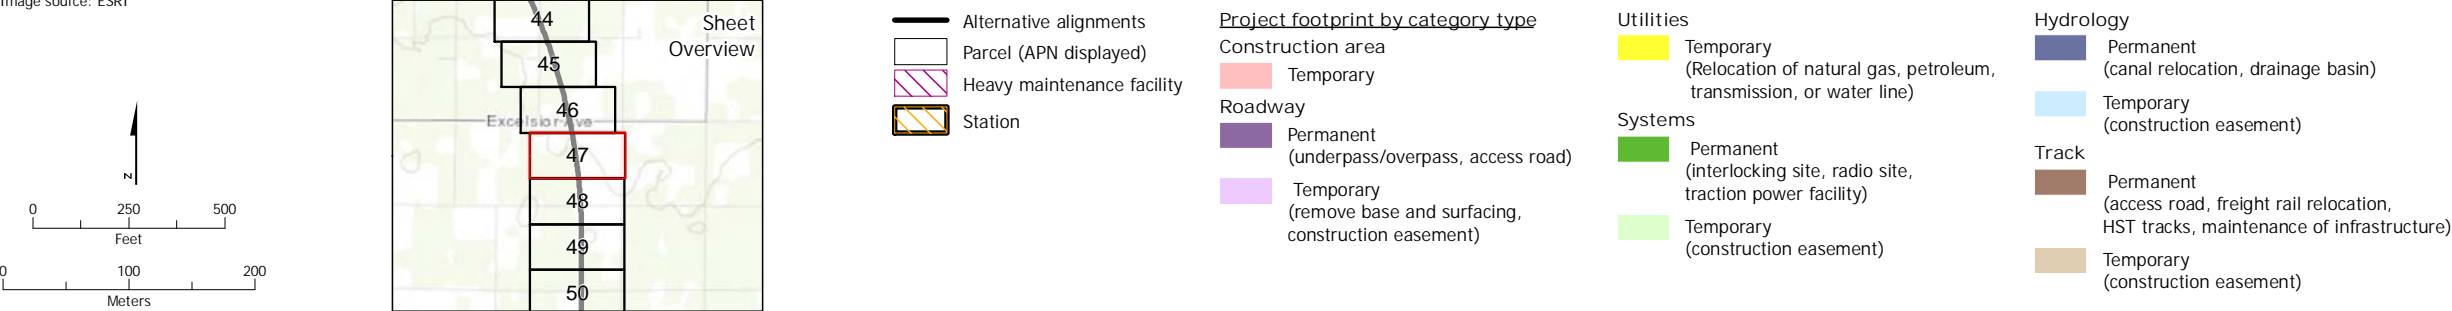 Image source: ESRI
N
0 250 500
Feet
0 100 200
Meters
Sheet
Overview
44
45
46
Excelsior Ave
47
48
49
50
Alternative alignments
Parcel (APN displayed)
Heavy maintenance facility
Station
Project footprint by category type
Construction area
Temporary
Roadway
Permanent
(underpass/overpass, access road)
Temporary
(remove base and surfacing,
construction easement)
Utilities
Temporary
(Relocation of natural gas, petroleum,
transmission, or water line)
Systems
Permanent
(interlocking site, radio site,
traction power facility)
Temporary
(construction easement)
Hydrology
Permanent
(canal relocation, drainage basin)
Temporary
(construction easement)
Track
Permanent
(access road, freight rail relocation,
HST tracks, maintenance of infrastructure)
Temporary
(construction easement)